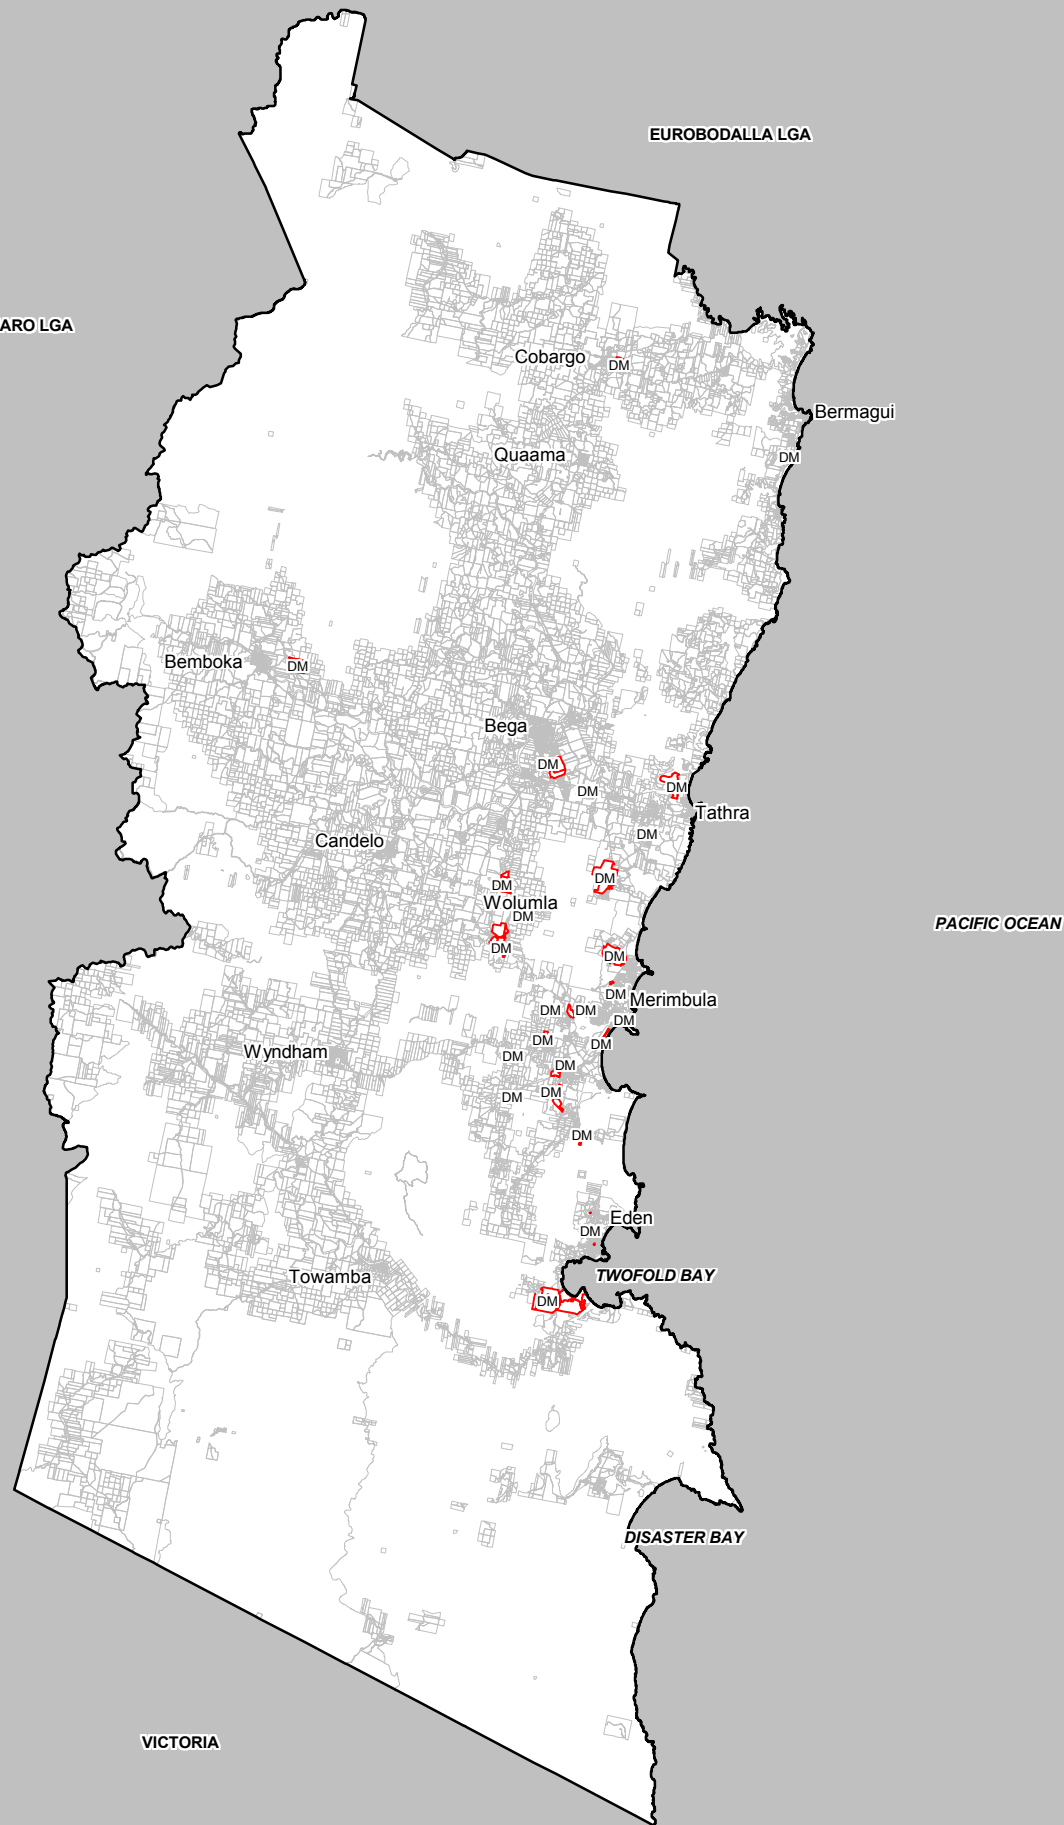 EUROBODALLA LGA
ARO LGA
Cobargo
DM
Bermagui
Quaama
DM
Bemboka
DM
Bega
DM
DM
DM
Tathra
DM
Candelo
DM
DM
Wolumla
DM
PACIFIC OCEAN
DM
DM
DM
Merimbula
DM
DM
DM
DM
DM
Wyndham
DM
DM
DM
DM
DM
Eden
DM
TWOFOLD BAY
Towamba
DM
DISASTER BAY
VICTORIA